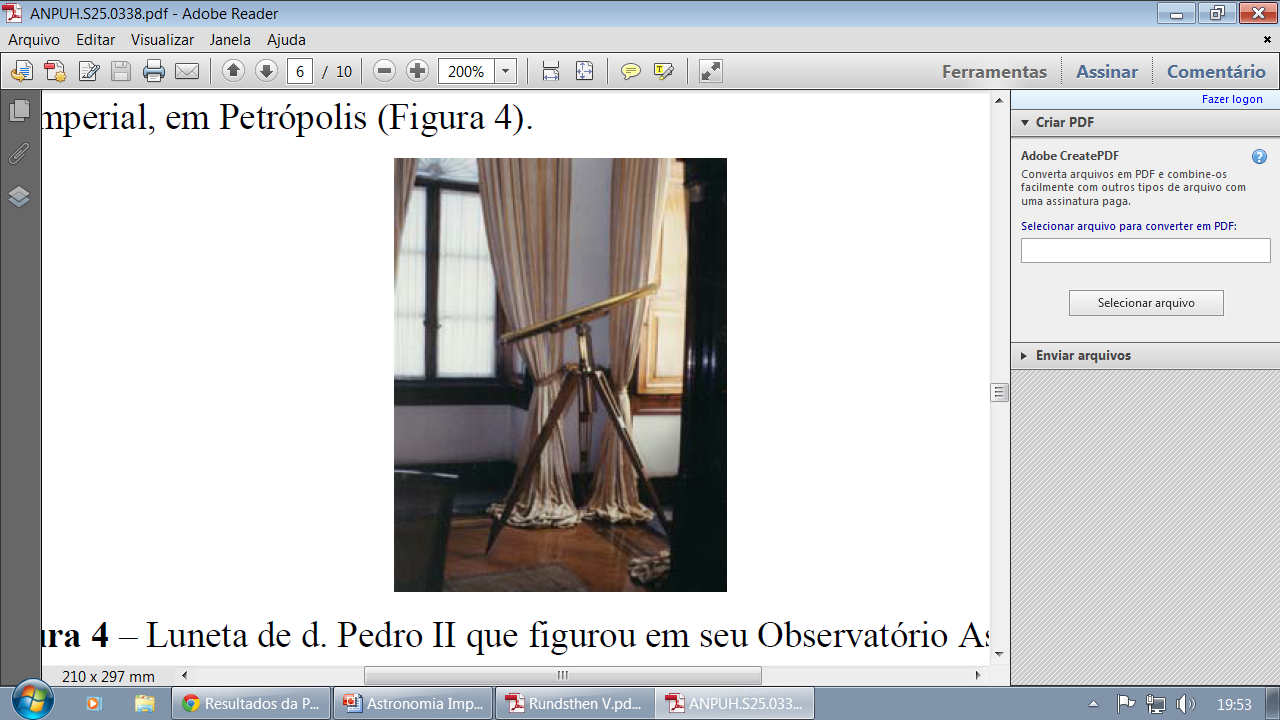 ANPUH.S25.0338.pdf - Adobe Reader
Arquivo Editar Visualizar Janela Ajuda
6 / 10 200% Ferramentas Assinar Comentário
Fazer logon
mperial, em Petrópolis (Figura 4).
Criar PDF
Adobe CreatePDF
Converta arquivos em PDF e combine-os
facilmente com outros tipos de arquivo com
uma assinatura paga.
Selecionar arquivo para converter em PDF:
Selecionar arquivo
Enviar arquivos
ura 4 – Luneta de d. Pedro II que figurou em seu Observatório As
210 x 297 mm
Resultados da P... Astronomia Imp... Rundsthen V.pd... ANPUH.S25.033... 19:53